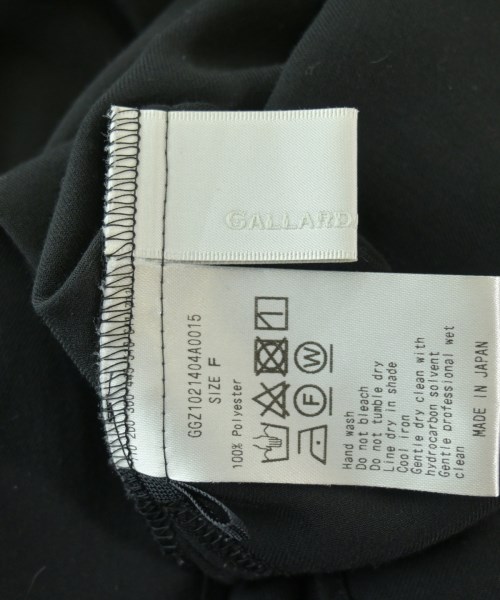 GALLARD
GGZ1021404A0015
SIZE F
100% Polyester
Hand wash
Do not bleach
Do not tumble dry
Line dry in shade
Cool iron
Gentle dry clean with
hydrocarbon solvent
Gentle professional wet
clean
MADE IN JAPAN